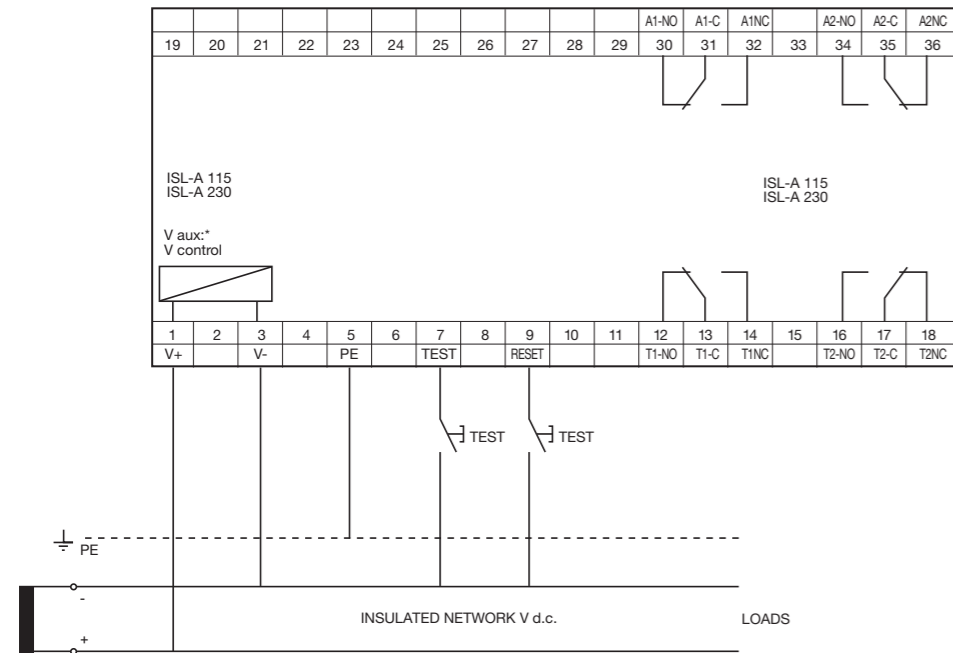 A1-NO A1-C A1NC A2-NO A2-C A2NC
19 20 21 22 23 24 25 26 27 28 29 30 31 32 33 34 35 36
ISL-A 115
ISL-A 230
ISL-A 115
ISL-A 230
V aux:*
V control
1 2 3 4 5 6 7 8 9 10 11 12 13 14 15 16 17 18
V+ V- PE TEST RESET T1-NO T1-C T1NC T2-NO T2-C T2NC
TEST TEST
PE
-
INSULATED NETWORK V d.c. LOADS
+